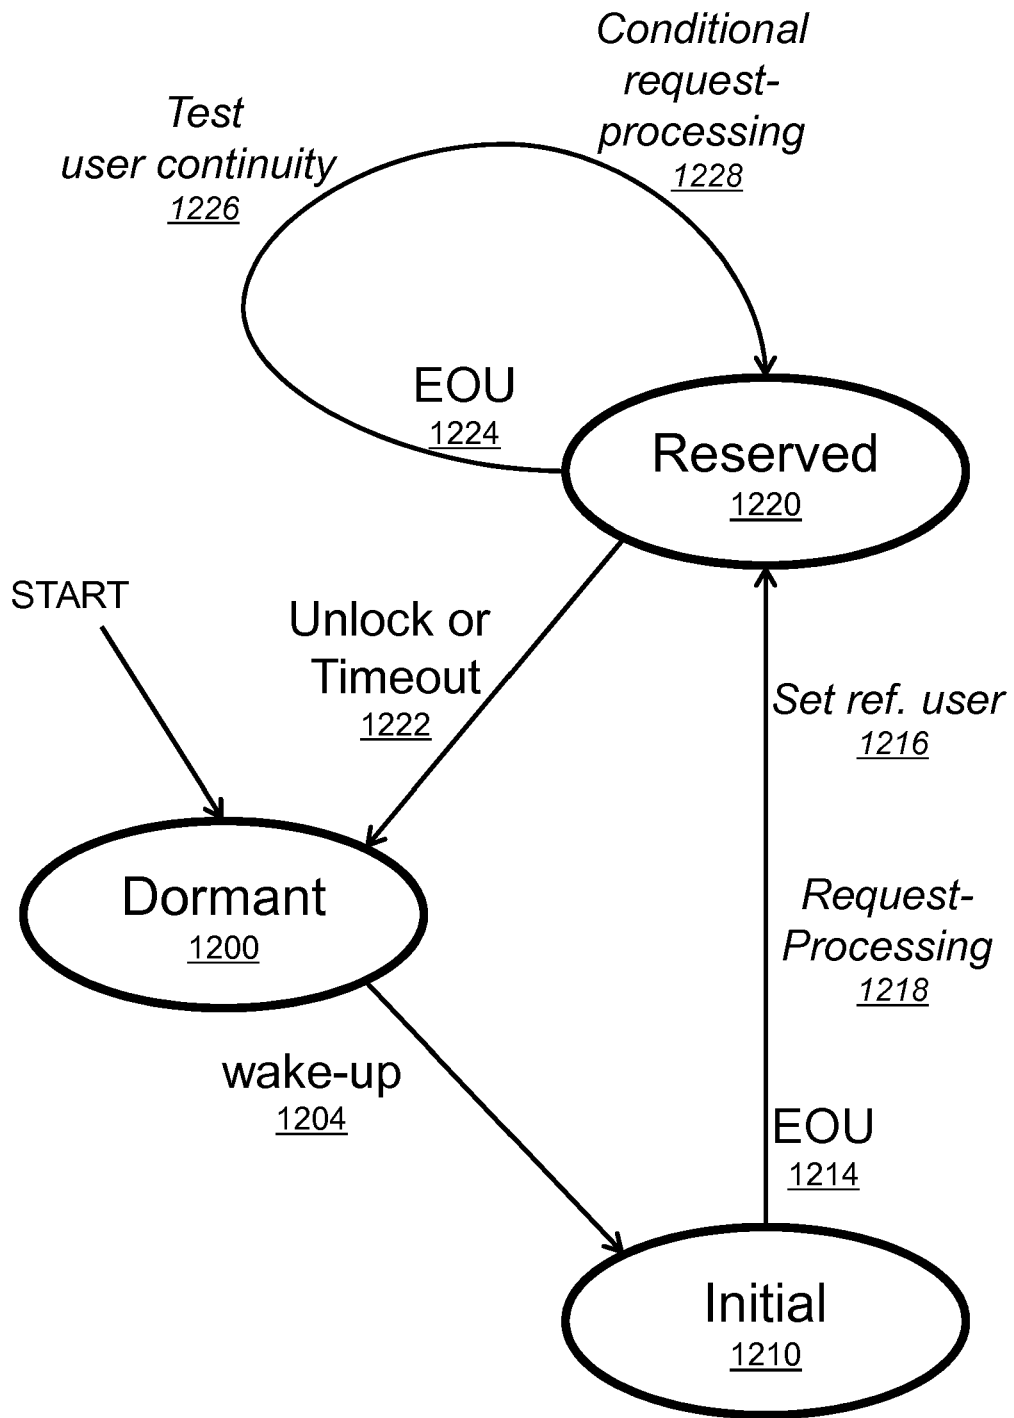 Conditional
request-
processing
1228
Test
user continuity
1226
EOU
1224
Reserved
1220
START
Unlock or
Timeout
1222
Set ref. user
1216
Dormant
1200
Request-
Processing
1218
wake-up
1204
EOU
1214
Initial
1210